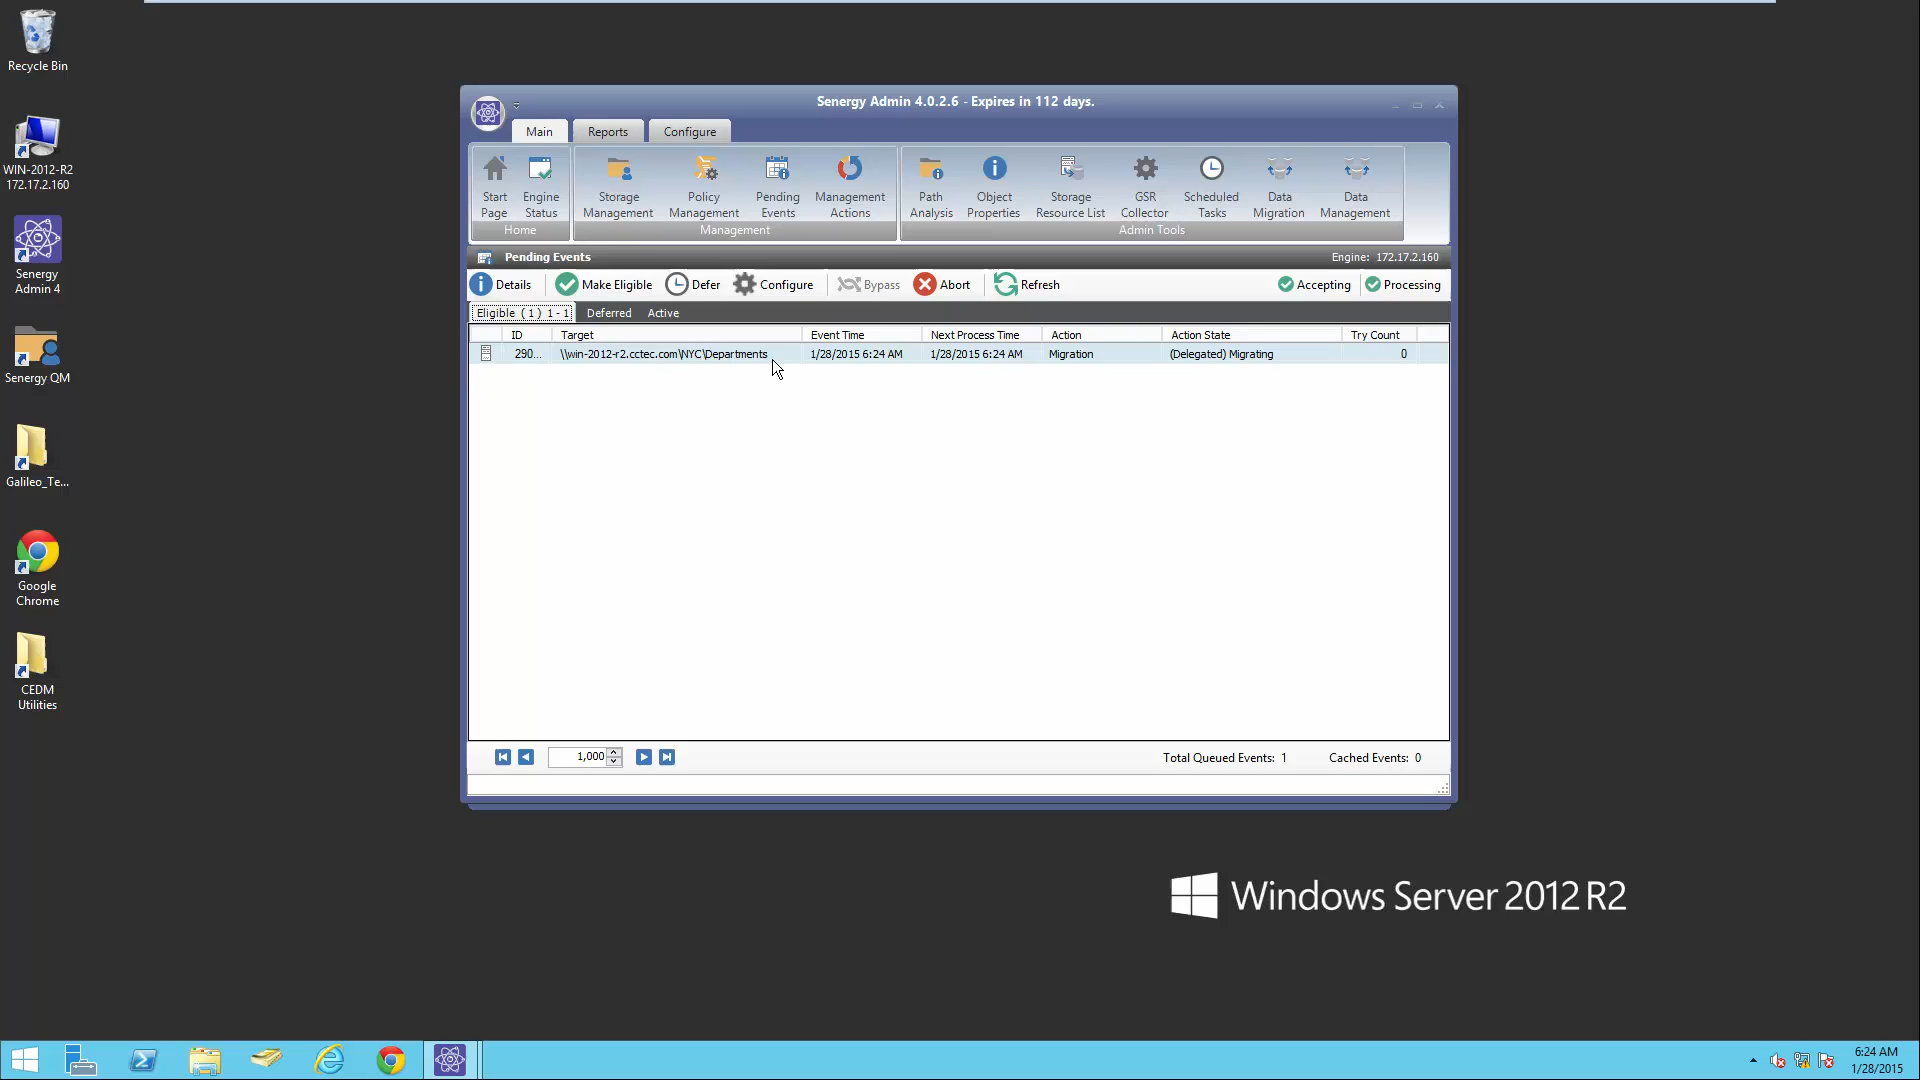 Recycle Bin
WIN-2012-R2
172.17.2.160
Senergy
Admin 4
Senergy QM
Galileo_Te...
Google
Chrome
CEDM
Utilities
Senergy Admin 4.0.2.6 - Expires in 112 days.
Main Reports Configure
Start Page
Engine Status
Home
Storage Management
Policy Management
Pending Events
Management Actions
Management
Path Analysis
Object Properties
Storage Resource List
GSR Collector
Scheduled Tasks
Data Migration
Data Management
Admin Tools
Pending Events
Engine: 172.17.2.160
Details Make Eligible Defer Configure Bypass Abort Refresh Accepting Processing
Eligible ( 1 ) 1 - 1 Deferred Active
ID Target Event Time Next Process Time Action Action State Try Count
290... \\win-2012-r2.cctec.com\NYC\Departments 1/28/2015 6:24 AM 1/28/2015 6:24 AM Migration (Delegated) Migrating 0
1,000
Total Queued Events: 1 Cached Events: 0
Windows Server 2012 R2
6:24 AM
1/28/2015